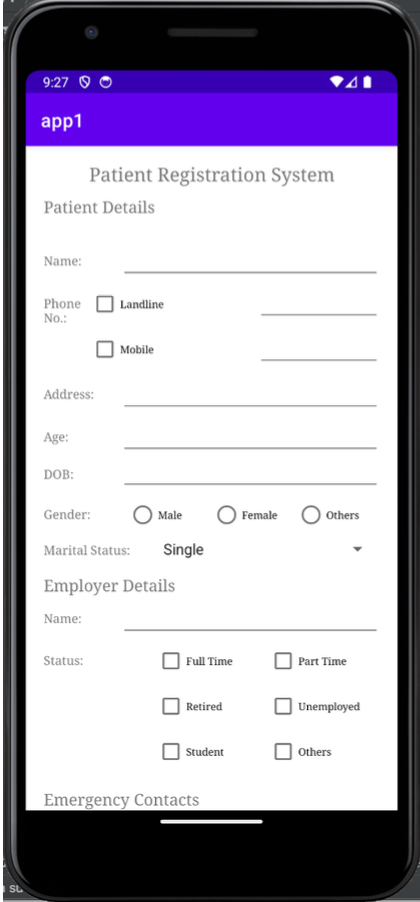 9:27
app1
Patient Registration System
Patient Details
Name:
Phone No.:
Landline
Mobile
Address:
Age:
DOB:
Gender: Male Female Others
Marital Status: Single
Employer Details
Name:
Status: Full Time Part Time
Retired Unemployed
Student Others
Emergency Contacts